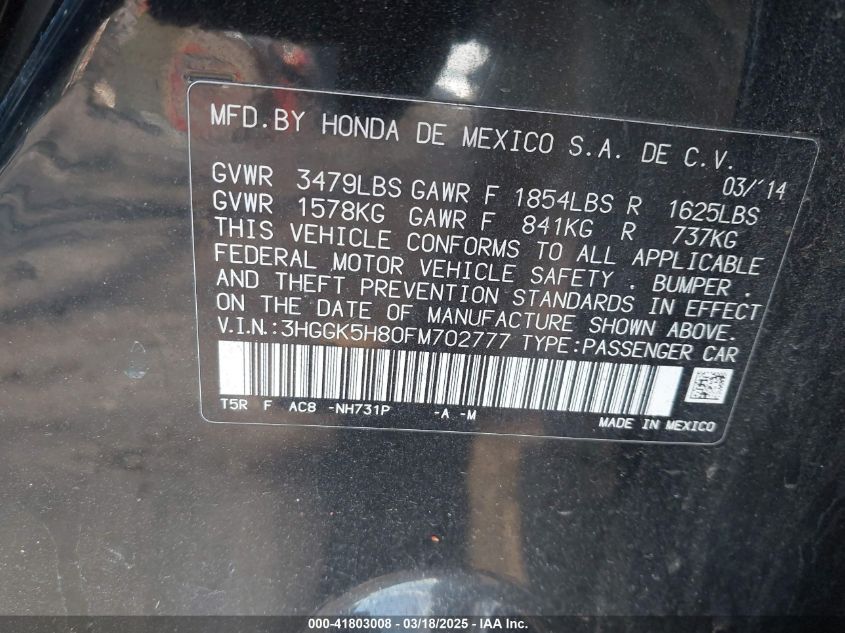 MFD.BY HONDA DE MEXICO S.A. DE C.V.
03/'14
GVWR 3479LBS GAWR F 1854LBS R 1625LBS
GVWR 1578KG GAWR F 841KG R 737KG
THIS VEHICLE CONFORMS TO ALL APPLICABLE
FEDERAL MOTOR VEHICLE SAFETY , BUMPER ,
AND THEFT PREVENTION STANDARDS IN EFFECT
ON THE DATE OF MANUFACTURE SHOWN ABOVE.
V.I.N.:3HGGK5H80FM702777 TYPE:PASSENGER CAR
T5R F AC8 -NH731P -A -M
MADE IN MEXICO
000-41803008 - 03/18/2025 - IAA Inc.